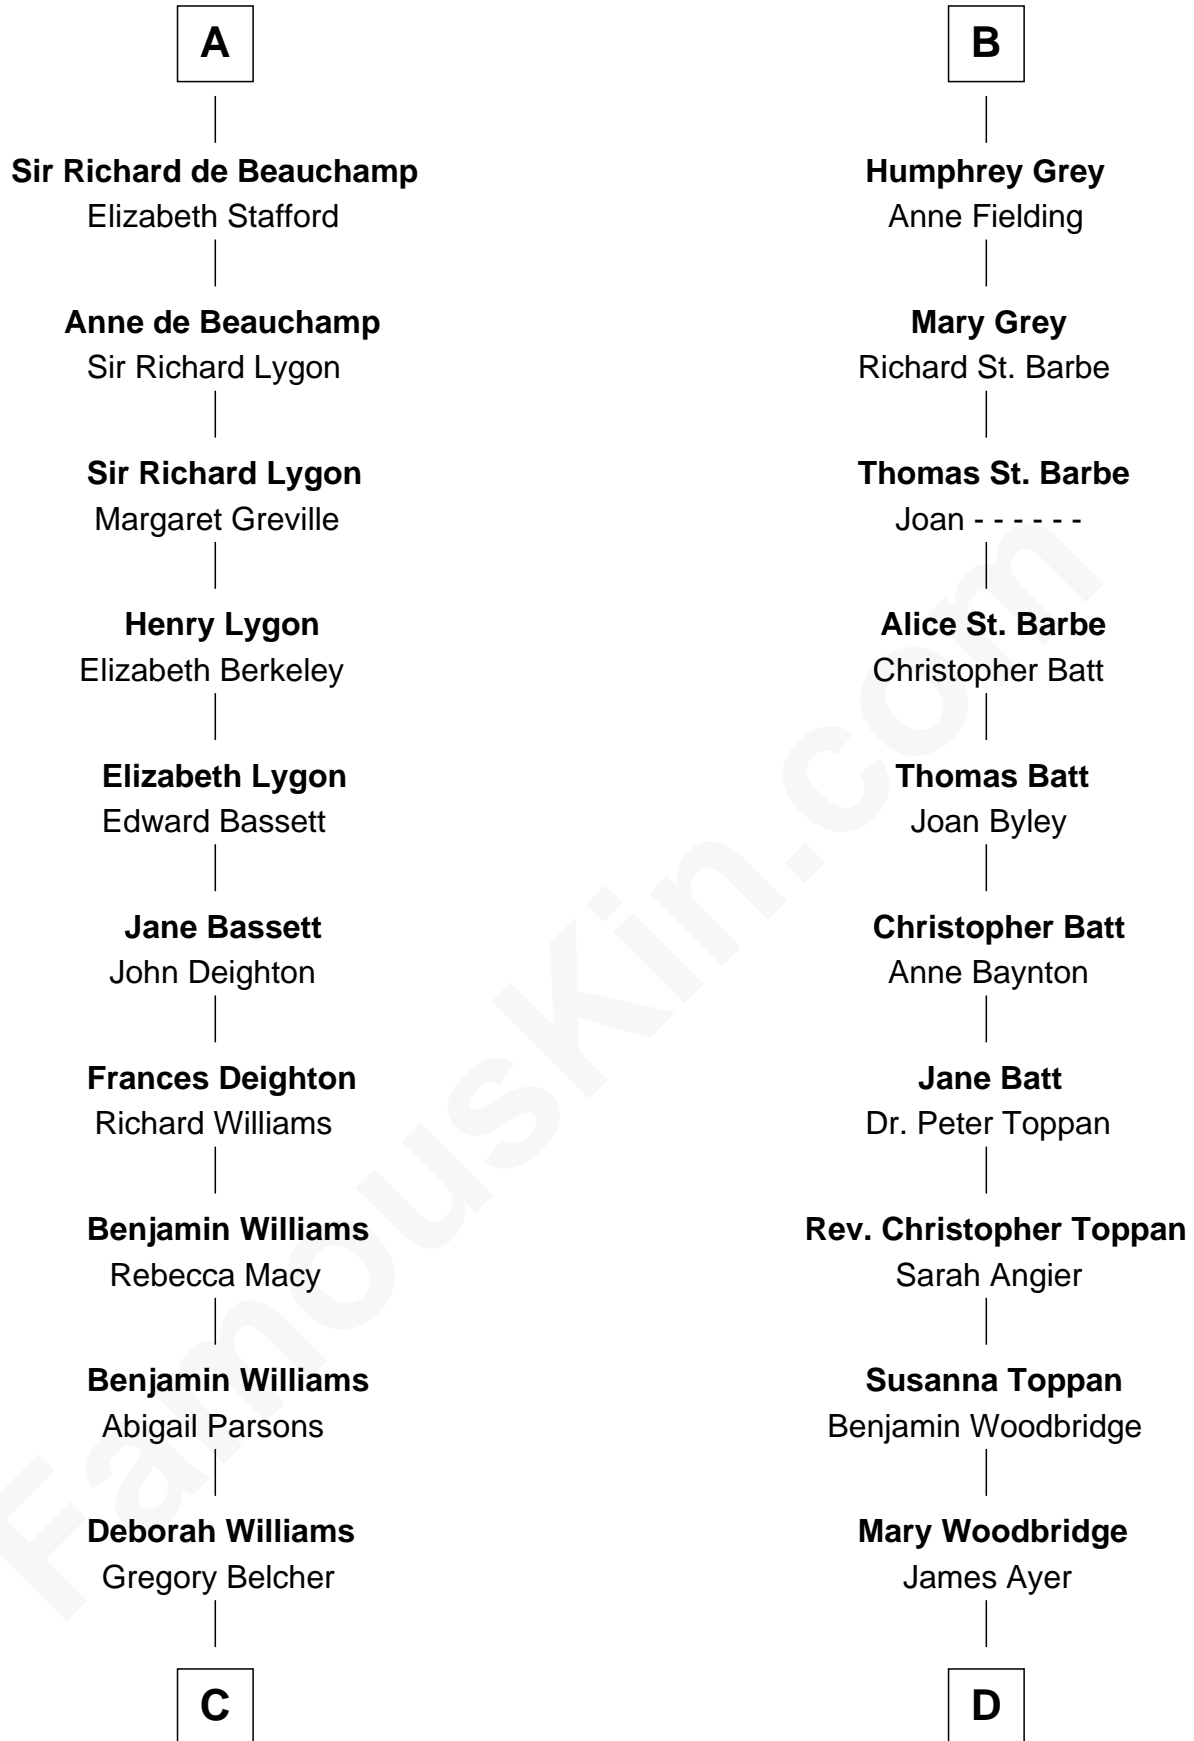 A
Sir Richard de Beauchamp
Elizabeth Stafford
Anne de Beauchamp
Sir Richard Lygon
Sir Richard Lygon
Margaret Greville
Henry Lygon
Elizabeth Berkeley
Elizabeth Lygon
Edward Bassett
Jane Bassett
John Deighton
Frances Deighton
Richard Williams
Benjamin Williams
Rebecca Macy
Benjamin Williams
Abigail Parsons
Deborah Williams
Gregory Belcher
C
B
Humphrey Grey
Anne Fielding
Mary Grey
Richard St. Barbe
Thomas St. Barbe
Joan - - - - - -
Alice St. Barbe
Christopher Batt
Thomas Batt
Joan Byley
Christopher Batt
Anne Baynton
Jane Batt
Dr. Peter Toppan
Rev. Christopher Toppan
Sarah Angier
Susanna Toppan
Benjamin Woodbridge
Mary Woodbridge
James Ayer
D
FamousKin.com